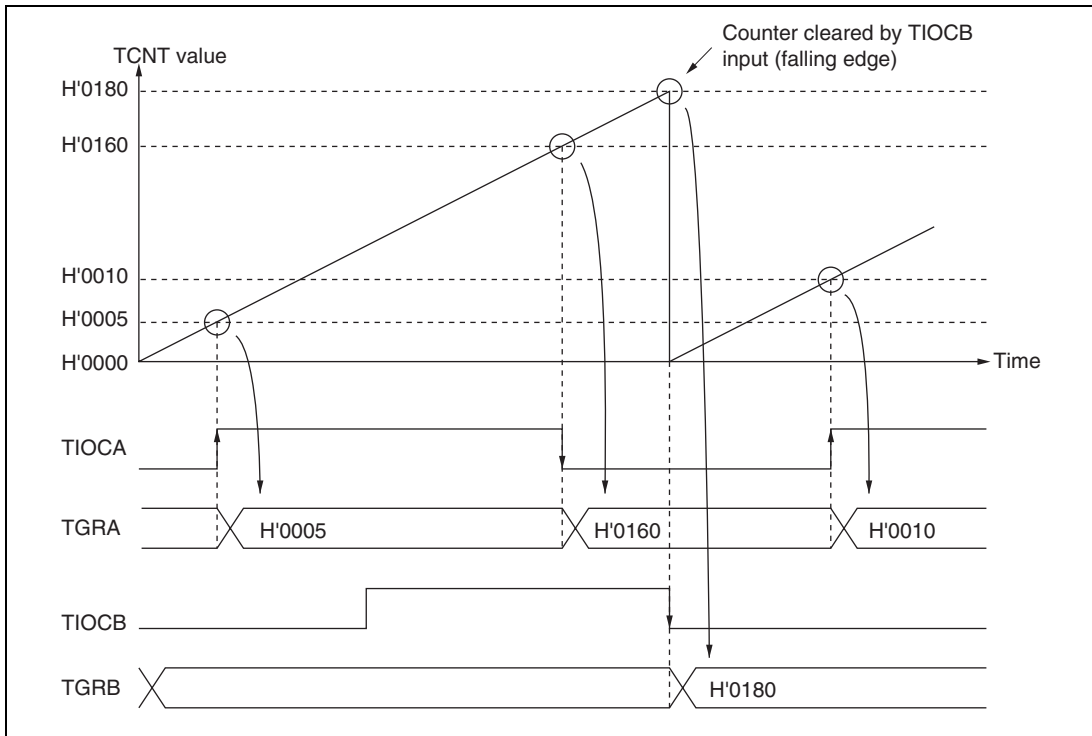 Counter cleared by TIOCB
input (falling edge)
TCNT value
H'0180
H'0160
H'0010
H'0005
H'0000
Time
TIOCA
TGRA
H'0005
H'0160
H'0010
TIOCB
TGRB
H'0180